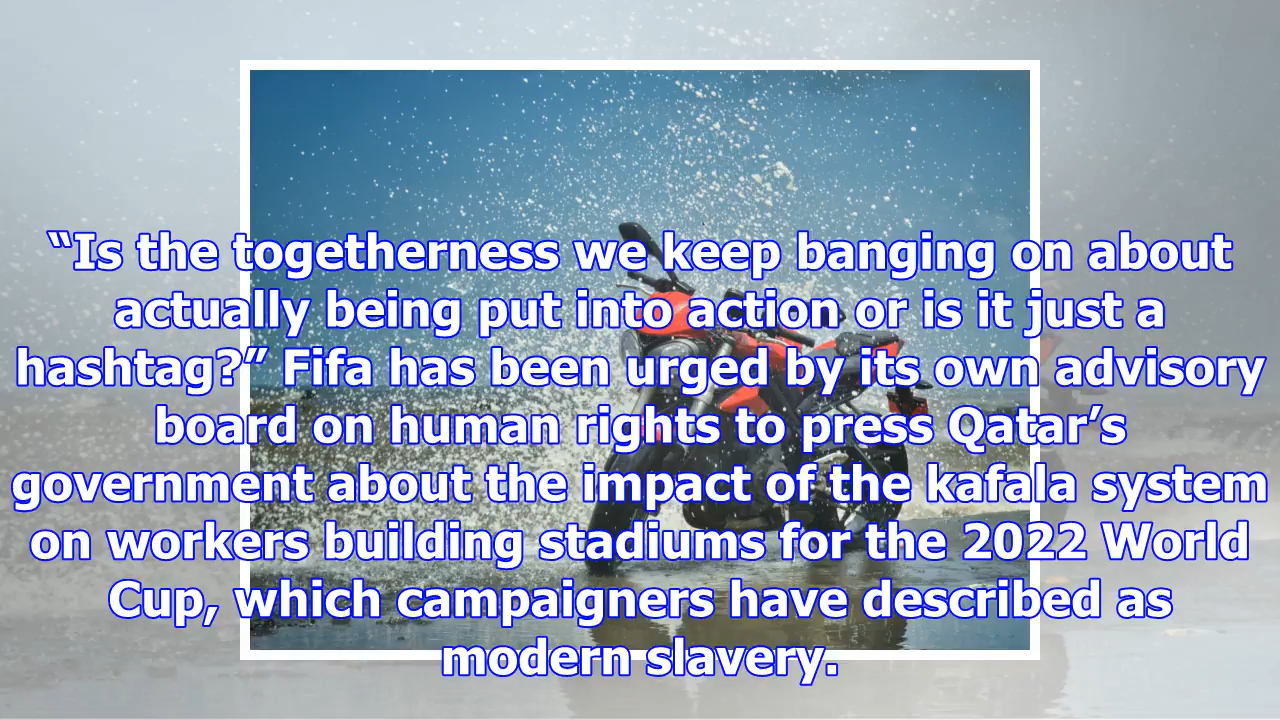 “Is the togetherness we keep banging on about
actually being put into action or is it just a
hashtag?” Fifa has been urged by its own advisory
board on human rights to press Qatar’s
government about the impact of the kafala system
on workers building stadiums for the 2022 World
Cup, which campaigners have described as
modern slavery.